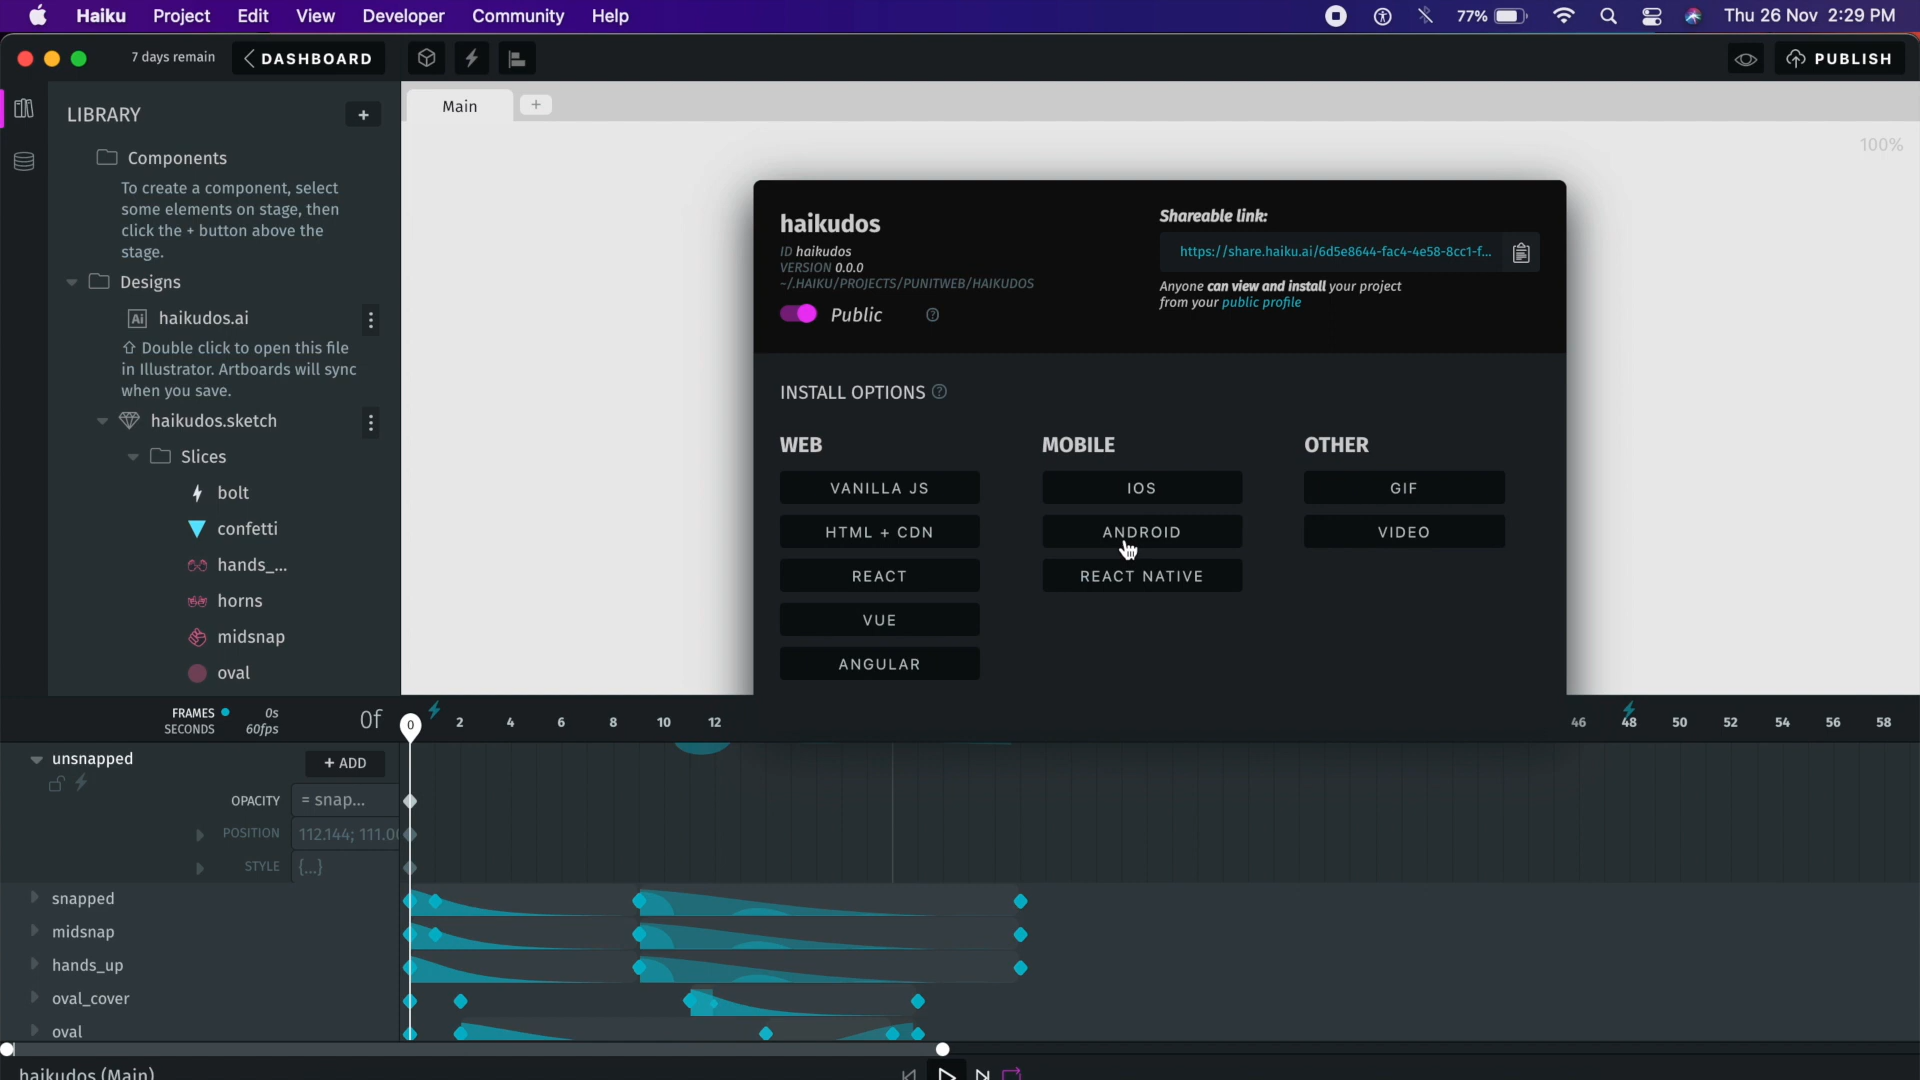 Haiku Project Edit View Developer Community Help
77% Thu 26 Nov 2:29 PM
7 days remain
DASHBOARD
PUBLISH
LIBRARY
+
Main
+
100%
Components
To create a component, select
some elements on stage, then
click the + button above the
stage.
Designs
Ai haikudos.ai
Double click to open this file
in Illustrator. Artboards will sync
when you save.
haikudos.sketch
Slices
bolt
confetti
hands_...
horns
midsnap
oval
haikudos
ID haikudos
VERSION 0.0.0
~/.HAIKU/PROJECTS/PUNITWEB/HAIKUDOS
Public ?
Shareable link:
https://share.haiku.ai/6d5e8644-fac4-4e58-8cc1-f...
Anyone can view and install your project
from your public profile
INSTALL OPTIONS ?
WEB
VANILLA JS
HTML + CDN
REACT
VUE
ANGULAR
MOBILE
IOS
ANDROID
REACT NATIVE
OTHER
GIF
VIDEO
FRAMES 0s
SECONDS 60fps
0f
0 2 4 6 8 10 12 46 48 50 52 54 56 58
unsnapped + ADD
OPACITY = snap...
POSITION 112.144; 111.0
STYLE {...}
snapped
midsnap
hands_up
oval_cover
oval
haikudos (Main)